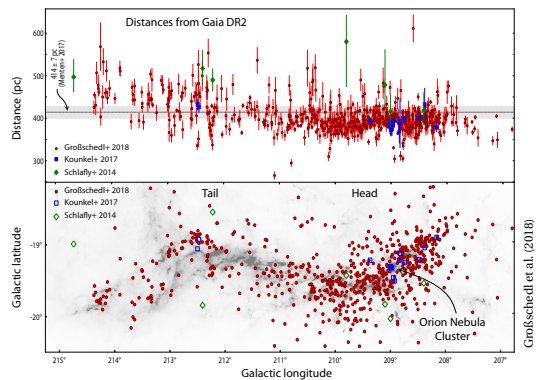 Distances from Gaia DR2
600
500
400
300
Distance (pc)
414 ± 7 pc
(Menten+ 2017)
Großschedl+ 2018
Kounkel+ 2017
Schlafly+ 2014
Großschedl+ 2018
Kounkel+ 2017
Schlafly+ 2014
Tail
Head
-19°
-20°
Galactic latitude
Orion Nebula
Cluster
215°
214°
213°
212°
211°
210°
209°
208°
207°
Galactic longitude
Großschedl et al. (2018)